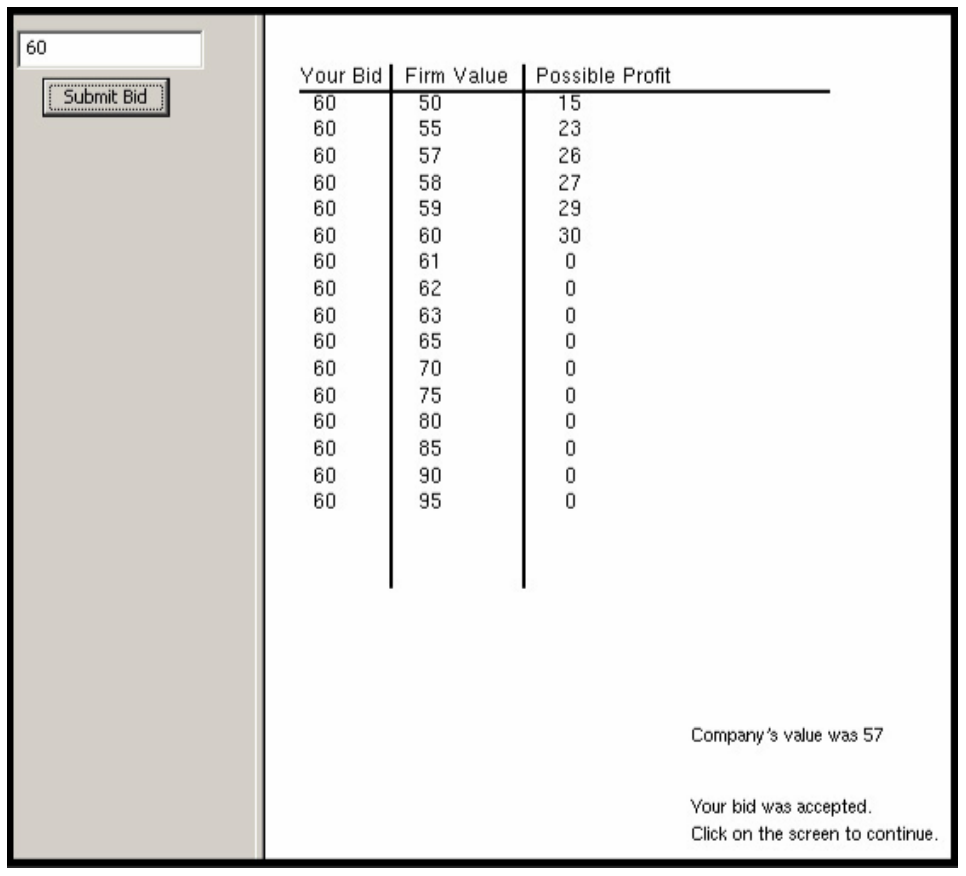 60
Submit Bid
Your Bid Firm Value Possible Profit
60 50 15
60 55 23
60 57 26
60 58 27
60 59 29
60 60 30
60 61 0
60 62 0
60 63 0
60 65 0
60 70 0
60 75 0
60 80 0
60 85 0
60 90 0
60 95 0
Company's value was 57
Your bid was accepted.
Click on the screen to continue.